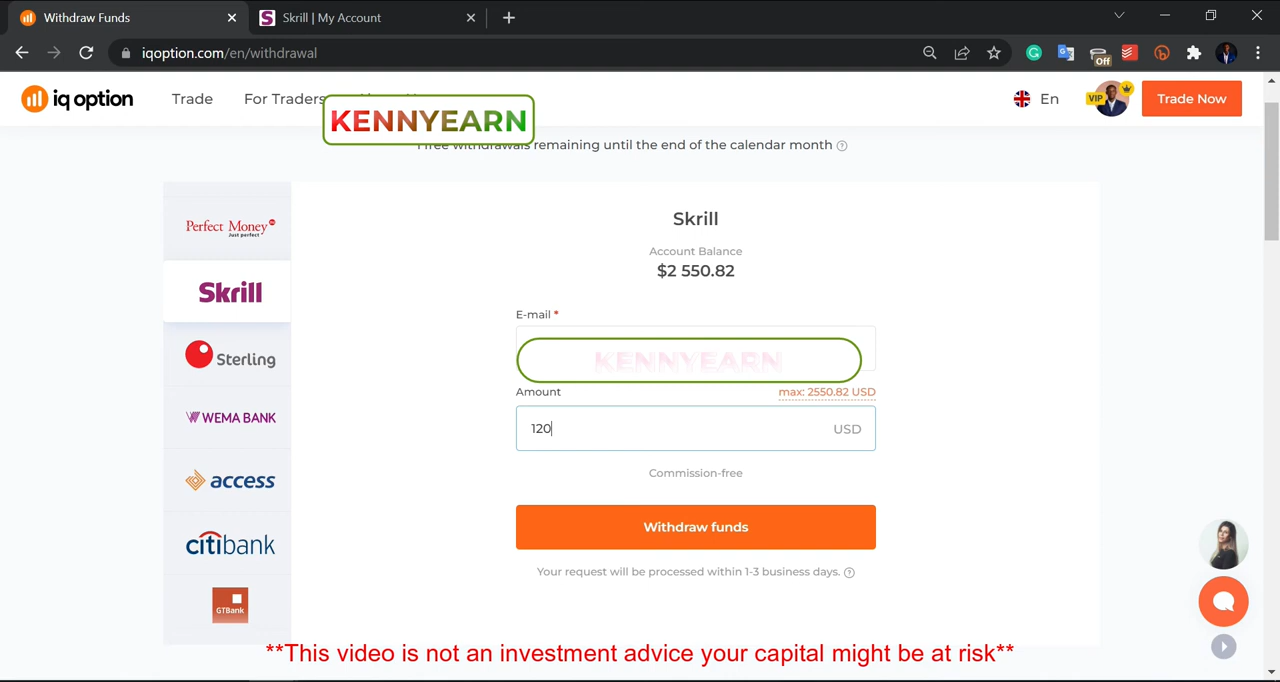 Withdraw Funds
Skrill | My Account
iqoption.com/en/withdrawal
Off
iq option
Trade
For Traders
En
VIP
Trade Now
KENNYEARN
free withdrawals remaining until the end of the calendar month
Perfect Money
Just perfect
Skrill
Sterling
WEMA BANK
access
citibank
GTBank
Skrill
Account Balance
$2 550.82
E-mail *
KENNYEARN
Amount
max: 2550.82 USD
120
USD
Commission-free
Withdraw funds
Your request will be processed within 1-3 business days.
**This video is not an investment advice your capital might be at risk**